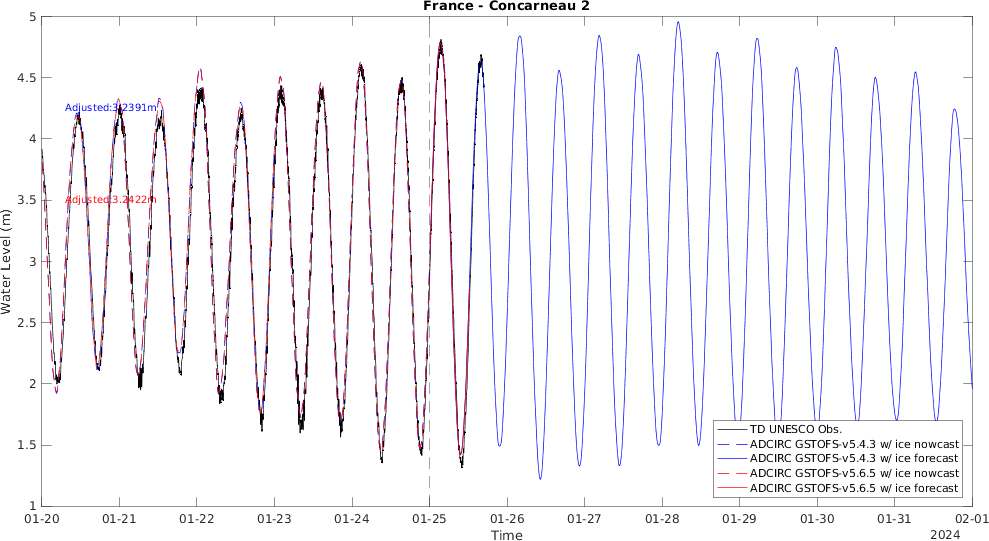 France - Concarneau 2
5
4.5
4
3.5
3
2.5
2
1.5
1
Water Level (m)
Adjusted:3.2391m
Adjusted:3.2422m
TD UNESCO Obs.
ADCIRC GSTOFS-v5.4.3 w/ ice nowcast
ADCIRC GSTOFS-v5.4.3 w/ ice forecast
ADCIRC GSTOFS-v5.6.5 w/ ice nowcast
ADCIRC GSTOFS-v5.6.5 w/ ice forecast
01-20 01-21 01-22 01-23 01-24 01-25 01-26 01-27 01-28 01-29 01-30 01-31 02-01
Time
2024